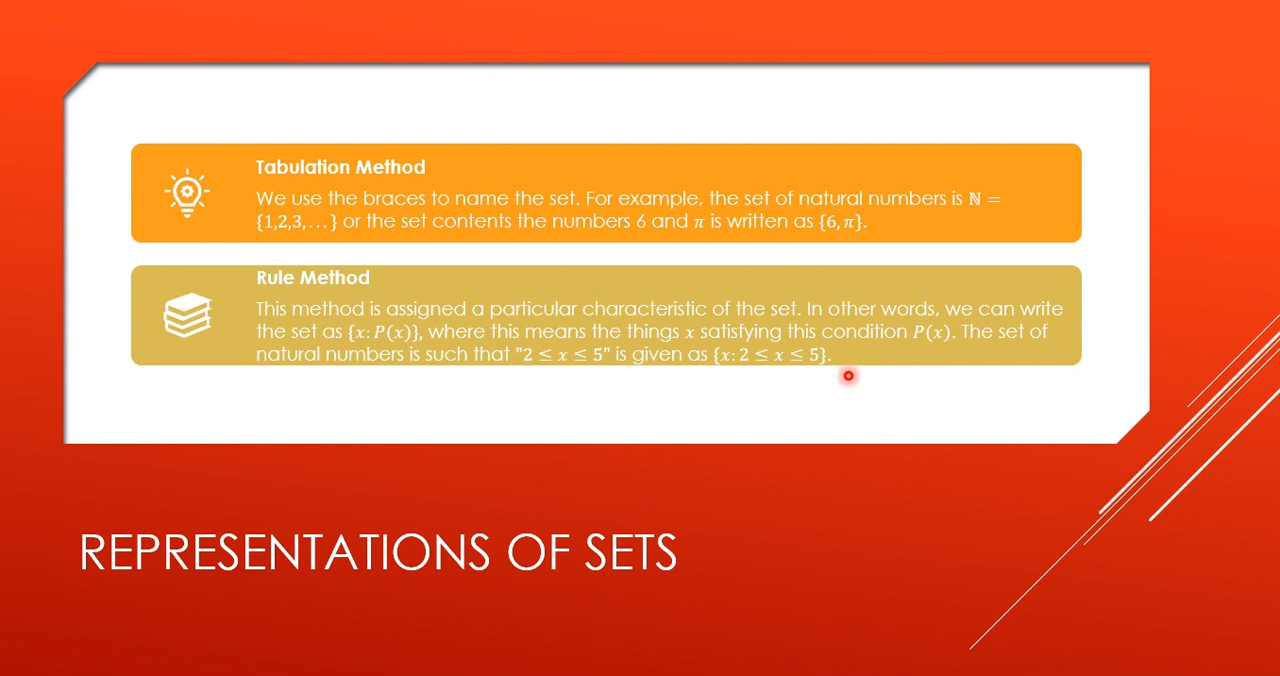 Tabulation Method
We use the braces to name the set. For example, the set of natural numbers is ℕ =
{1,2,3,...} or the set contents the numbers 6 and π is written as {6, π}.
Rule Method
This method is assigned a particular characteristic of the set. In other words, we can write
the set as {x: P(x)}, where this means the things x satisfying this condition P(x). The set of
natural numbers is such that "2 ≤ x ≤ 5" is given as {x: 2 ≤ x ≤ 5}.
REPRESENTATIONS OF SETS